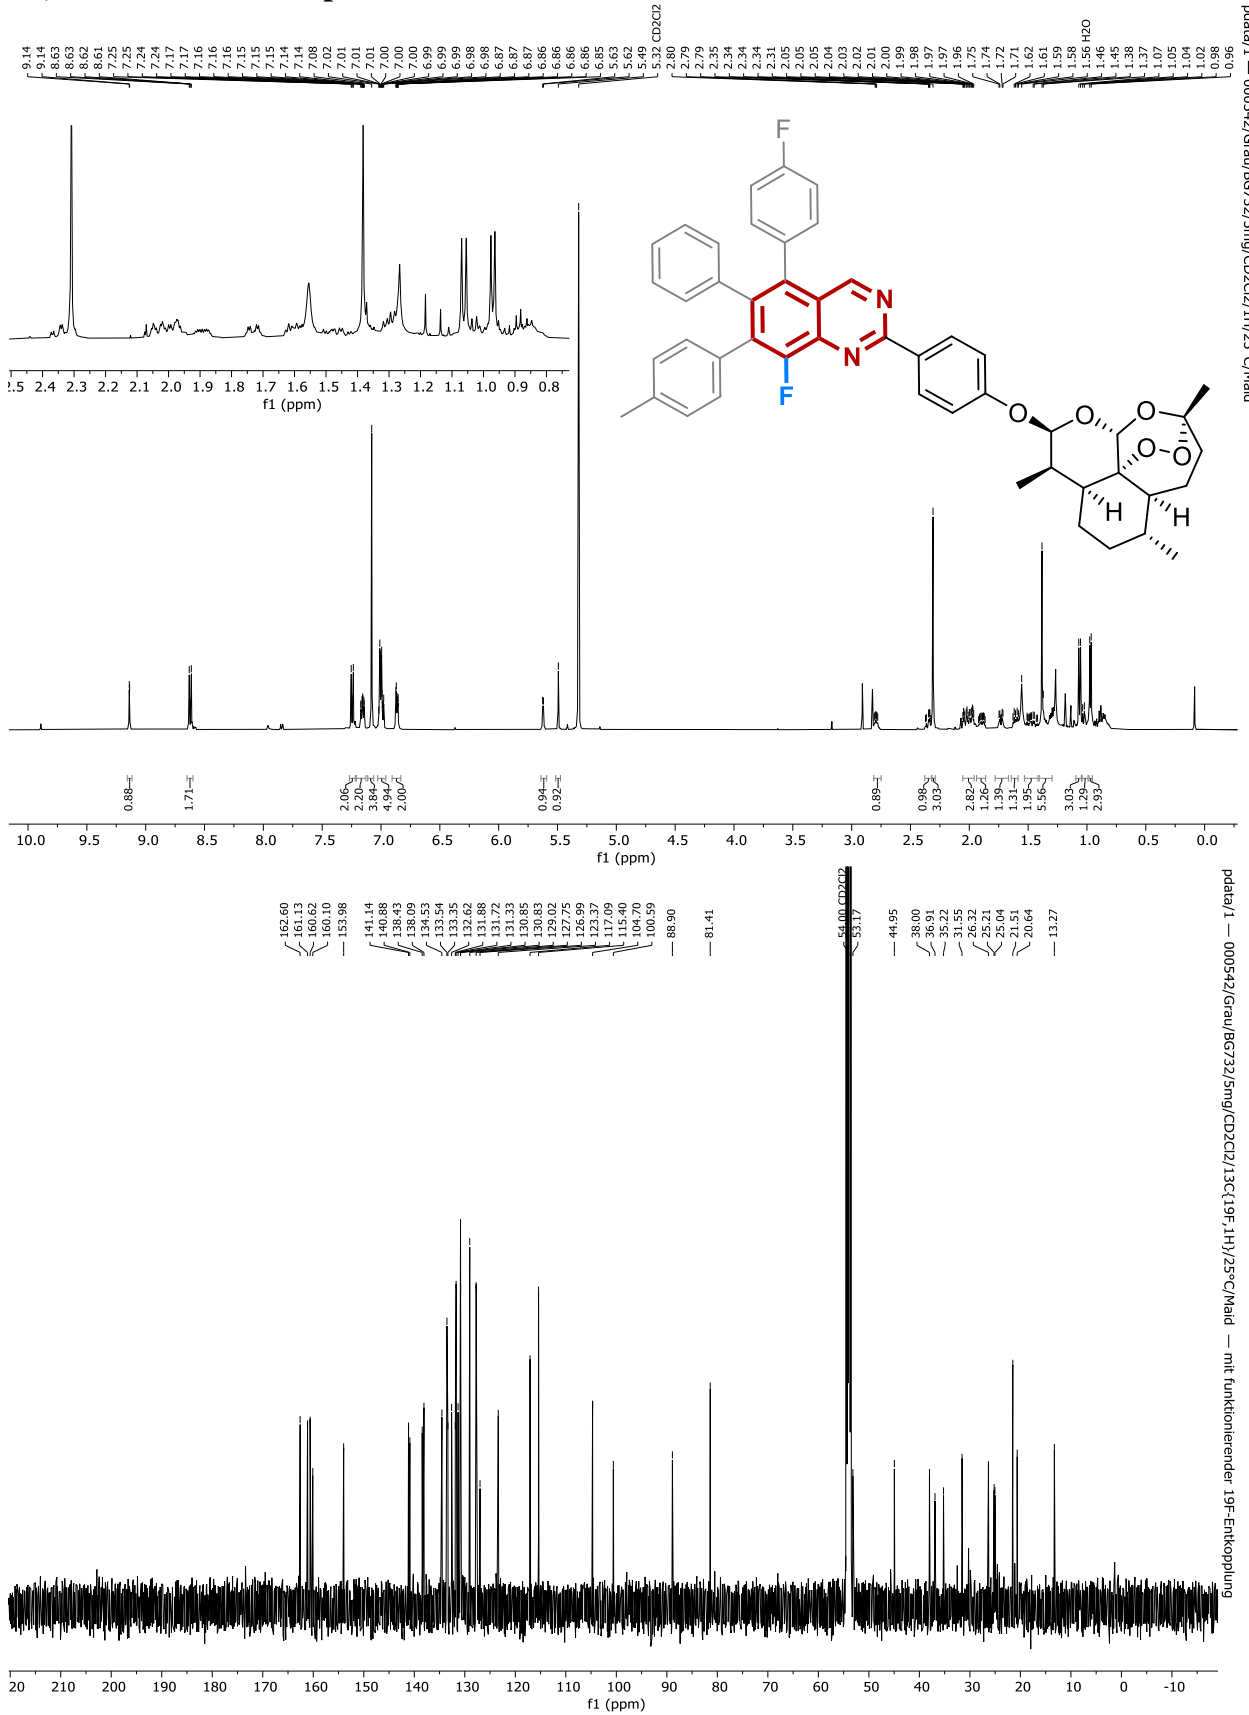 9.14 9.14 8.63 8.63 8.62 8.61 7.25 7.25 7.24 7.24 7.17 7.17 7.16 7.16 7.16 7.15 7.15 7.14 7.14 7.08 7.02 7.01 7.01 7.01 7.00 7.00 7.00 6.99 6.99 6.99 6.98 6.98 6.87 6.87 6.87 6.86 6.86 6.86 6.86 6.85 5.63 5.62 5.49 5.32 CD2Cl2 2.80 2.79 2.79 2.35 2.34 2.34 2.34 2.31 2.05 2.05 2.05 2.04 2.03 2.02 2.01 2.00 1.99 1.98 1.97 1.97 1.96 1.75 1.74 1.72 1.71 1.62 1.61 1.59 1.58 1.56 H2O 1.46 1.45 1.38 1.37 1.07 1.05 1.04 1.02 0.98 0.96
F
N
N
F
O
O
O
O
O
H
H
2.5 2.4 2.3 2.2 2.1 2.0 1.9 1.8 1.7 1.6 1.5 1.4 1.3 1.2 1.1 1.0 0.9 0.8
f1 (ppm)
0.88 1.71 2.06 2.20 3.84 4.94 2.00 0.94 0.92 0.89 0.98 3.03 2.82 1.26 1.39 1.31 1.95 5.56 3.03 1.29 2.93
10.0 9.5 9.0 8.5 8.0 7.5 7.0 6.5 6.0 5.5 5.0 4.5 4.0 3.5 3.0 2.5 2.0 1.5 1.0 0.5 0.0
f1 (ppm)
162.60 161.13 160.62 160.10 153.98 141.14 140.88 138.43 138.09 134.53 133.54 133.35 132.62 131.88 131.72 131.33 130.85 130.83 129.02 127.75 126.99 123.37 117.09 115.40 104.70 100.59 88.90 81.41 54.00 CD2Cl2 53.17 44.95 38.00 36.91 35.22 31.55 26.32 25.21 25.04 21.51 20.64 13.27
pdata/1 — 000542/Grau/BG732/5mg/CD2Cl2/13C{19F,1H}/25°C/Maid — mit funktionierender 19F-Entkopplung
20 210 200 190 180 170 160 150 140 130 120 110 100 90 80 70 60 50 40 30 20 10 0 -10
f1 (ppm)